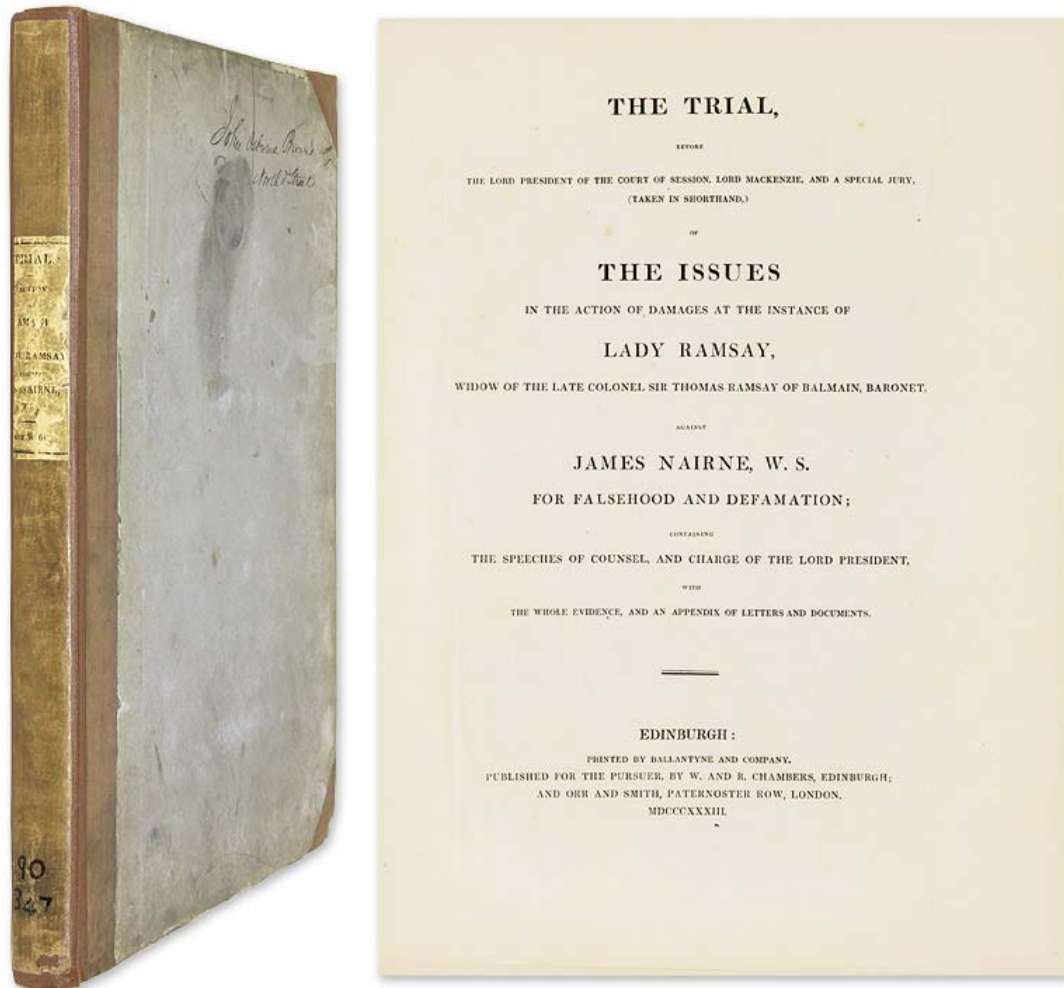 John
TRIAL
RAMSAY
90
347
THE TRIAL,
BEFORE
THE LORD PRESIDENT OF THE COURT OF SESSION, LORD MACKENZIE, AND A SPECIAL JURY,
(TAKEN IN SHORTHAND,)
OF
THE ISSUES
IN THE ACTION OF DAMAGES AT THE INSTANCE OF
LADY RAMSAY,
WIDOW OF THE LATE COLONEL SIR THOMAS RAMSAY OF BALMAIN, BARONET.
AGAINST
JAMES NAIRNE, W. S.
FOR FALSEHOOD AND DEFAMATION;
CONTAINING
THE SPEECHES OF COUNSEL, AND CHARGE OF THE LORD PRESIDENT,
WITH
THE WHOLE EVIDENCE, AND AN APPENDIX OF LETTERS AND DOCUMENTS.
EDINBURGH:
PRINTED BY BALLANTYNE AND COMPANY.
PUBLISHED FOR THE PURSUER, BY W. AND R. CHAMBERS, EDINBURGH;
AND ORR AND SMITH, PATERNOSTER ROW, LONDON.
MDCCCXXXIII.